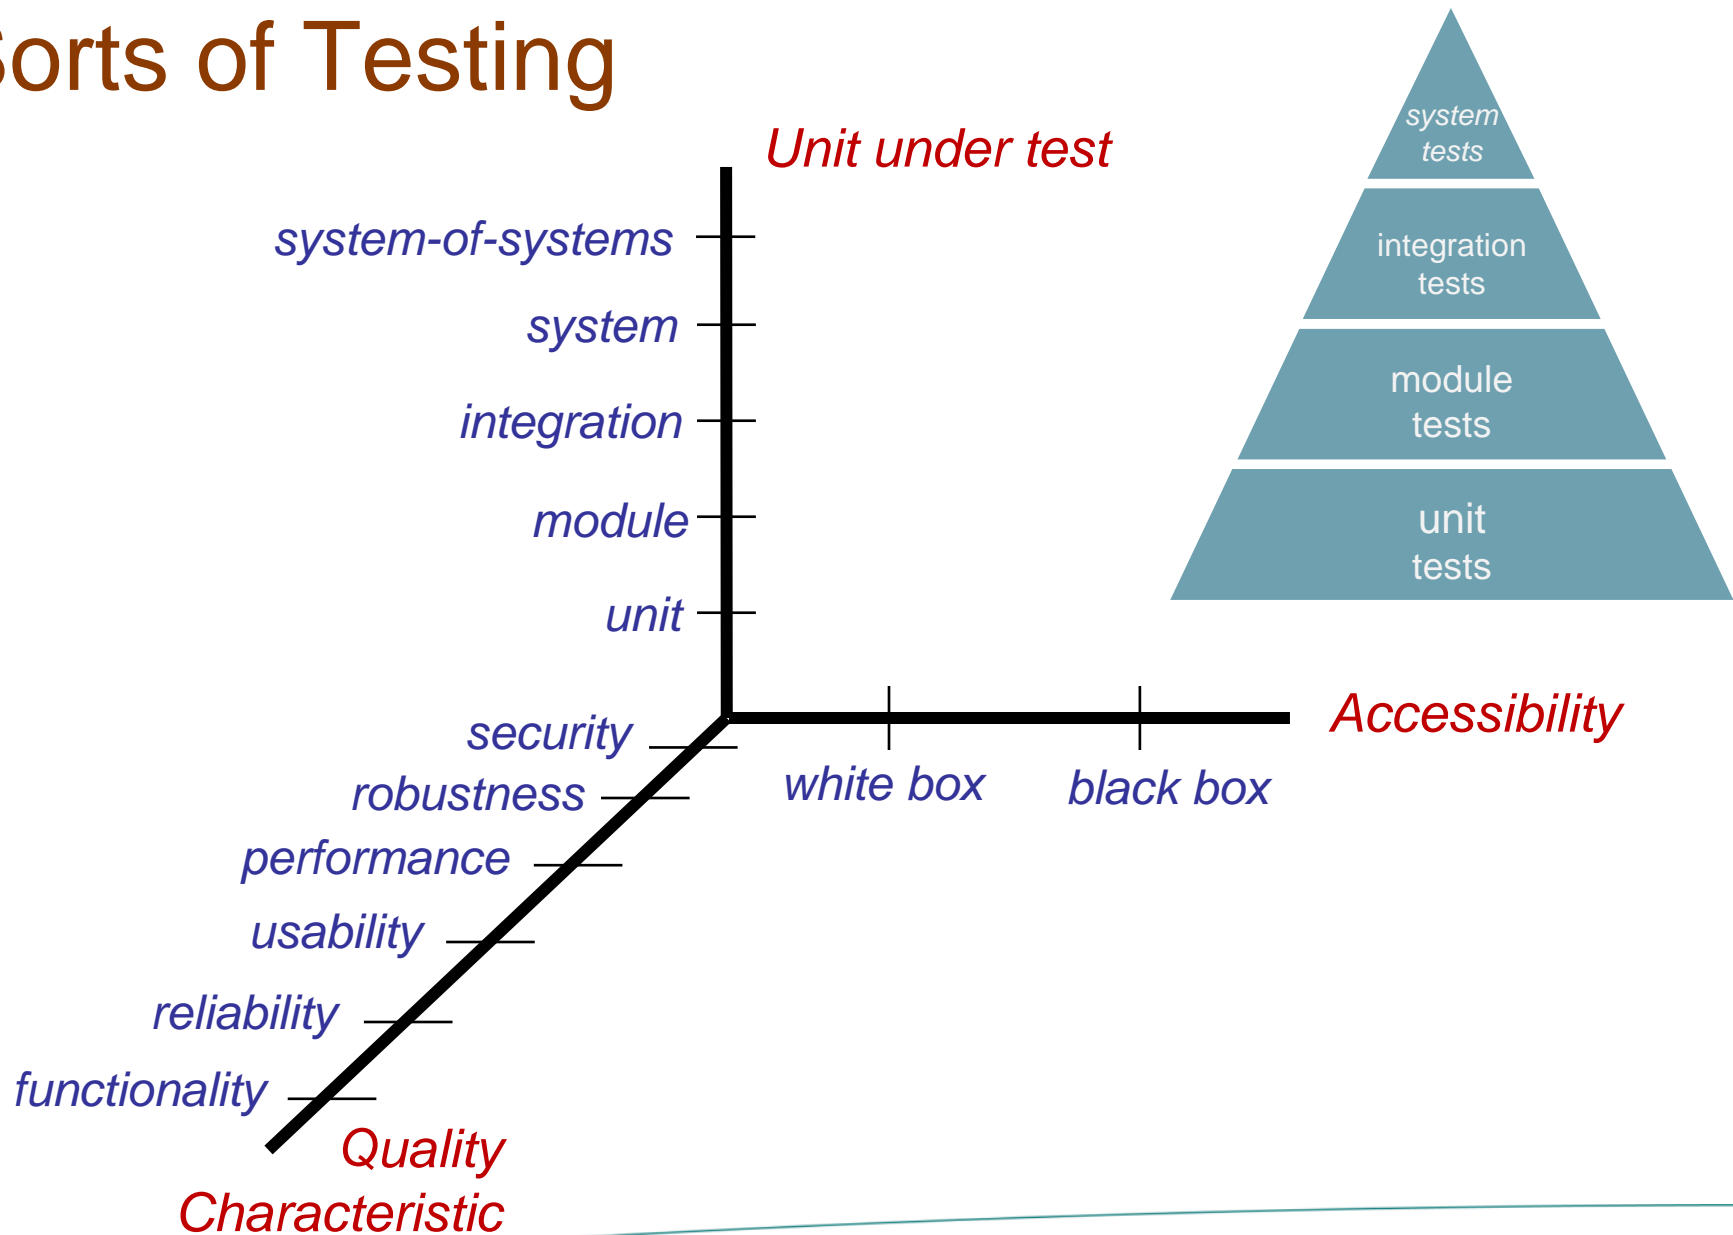 Sorts of Testing
Unit under test
system-of-systems
system
integration
module
unit
system
tests
integration
tests
module
tests
unit
tests
Accessibility
white box
black box
security
robustness
performance
usability
reliability
functionality
Quality
Characteristic